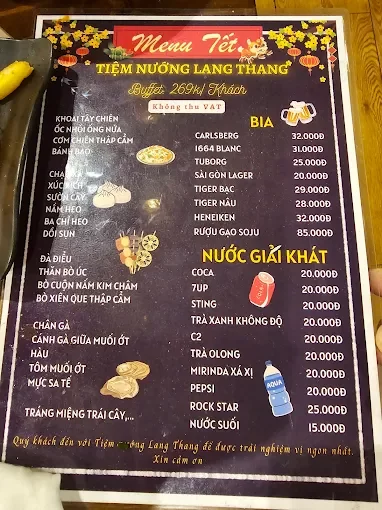 Menu Tết.
TIỆM NƯỚNG LANG THANG
Buffet 269K/ Khách
Không thu VAT
KHOAI TÂY CHIÊN
ỐC NHỒI ỐNG NỨA
CƠM CHIÊN THẬP CẨM
BÁNH BAO
XÚC XÍCH
SƯỜN CÂY
NẦM HEO
BA CHỈ HEO
DỒI SỤN
ĐÀ ĐIỂU
THĂN BÒ ÚC
BÒ CUỘN NẤM KIM CHÂM
BÒ XIÊN QUE THẬP CẨM
CHÂN GÀ
CÁNH GÀ GIỮA MUỐI ỚT
HÀU
TÔM MUỐI ỚT
MỰC SA TẾ
TRÁNG MIỆNG TRÁI CÂY,...
BIA
CARLSBERG 32.000Đ
1664 BLANC 31.000Đ
TUBORG 25.000Đ
SÀI GÒN LAGER 20.000Đ
TIGER BẠC 29.000Đ
TIGER NÂU 28.000Đ
HENEIKEN 32.000Đ
RƯỢU GẠO SOJU 85.000Đ
NƯỚC GIẢI KHÁT
COCA 20.000Đ
7UP 20.000Đ
STING 20.000Đ
TRÀ XANH KHÔNG ĐỘ 20.000Đ
C2 20.000Đ
TRÀ OLONG 20.000Đ
MIRINDA XÁ XỊ 20.000Đ
PEPSI 20.000Đ
ROCK STAR 25.000Đ
NƯỚC SUỐI 15.000Đ
AQUA
Quý khách đến với Tiệm nướng Lang Thang để được trải nghiệm vị ngon nhất.
Xin cảm ơn